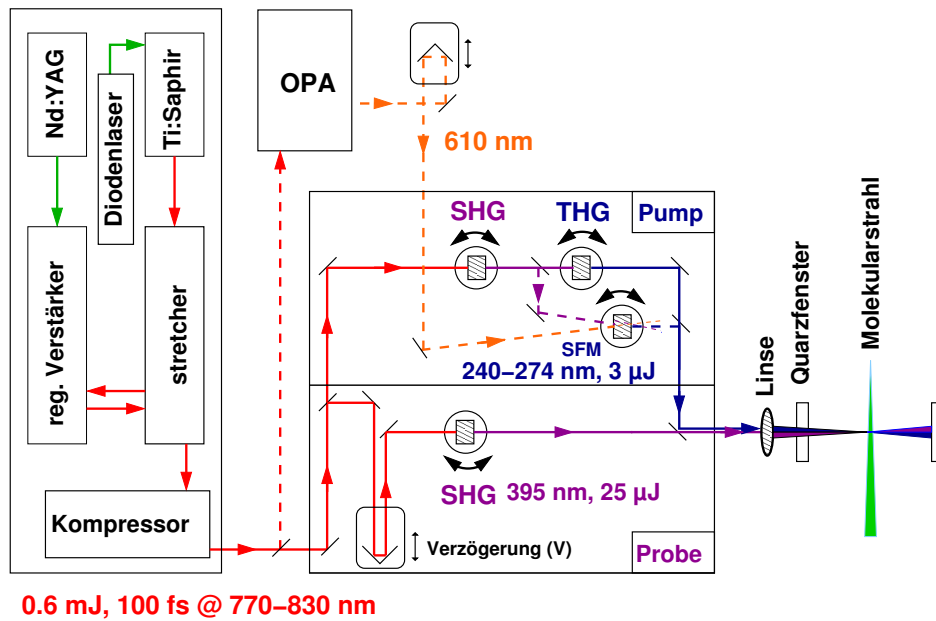 Nd:YAG
Diodenlaser
Ti:Saphir
reg. Verstärker
stretcher
Kompressor
0.6 mJ, 100 fs @ 770–830 nm
OPA
610 nm
SHG
THG
Pump
SFM
240–274 nm, 3 µJ
SHG
395 nm, 25 µJ
Verzögerung (V)
Probe
Linse
Quarzfenster
Molekularstrahl